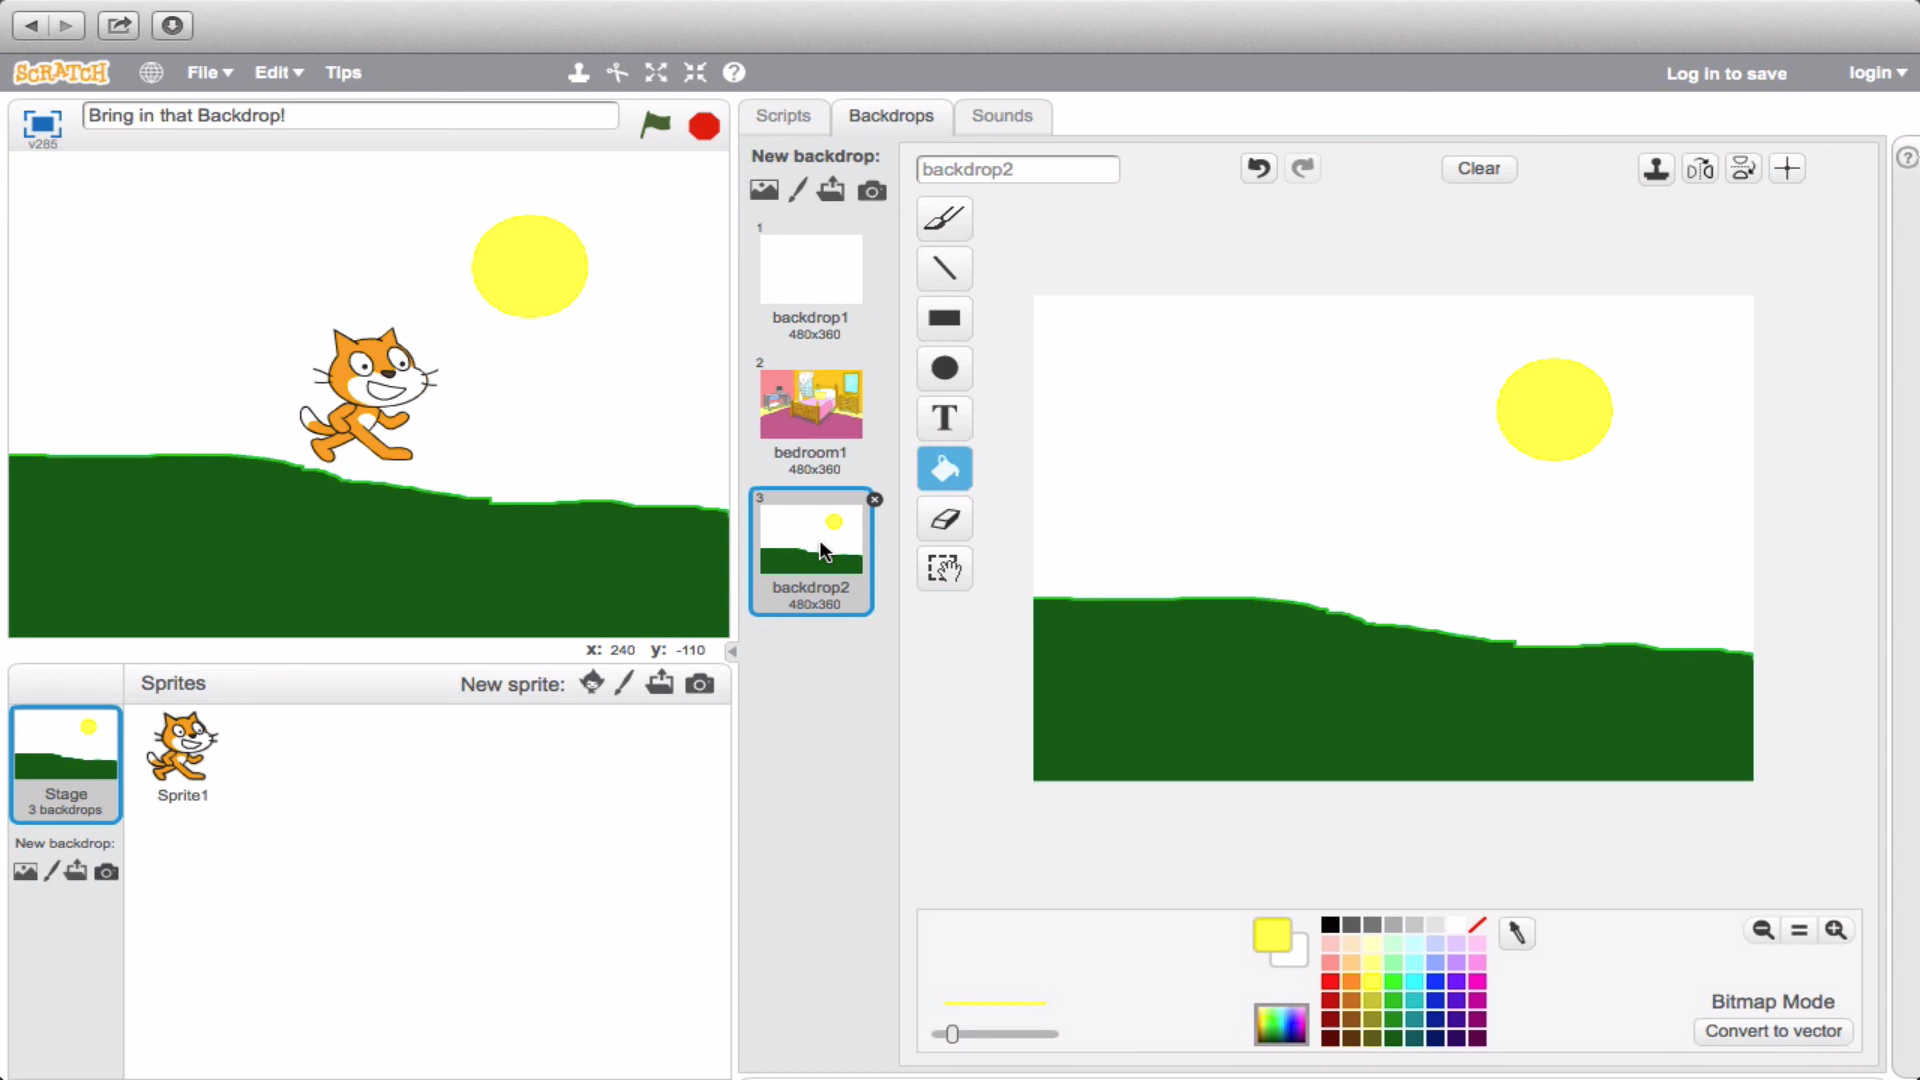 SCRATCH File Edit Tips Log in to save login
v285
Bring in that Backdrop!
x: 240 y: -110
Sprites New sprite:
Stage
3 backdrops
Sprite1
New backdrop:
Scripts Backdrops Sounds
New backdrop:
1
backdrop1
480x360
2
bedroom1
480x360
3
backdrop2
480x360
backdrop2 Clear
T
Bitmap Mode
Convert to vector